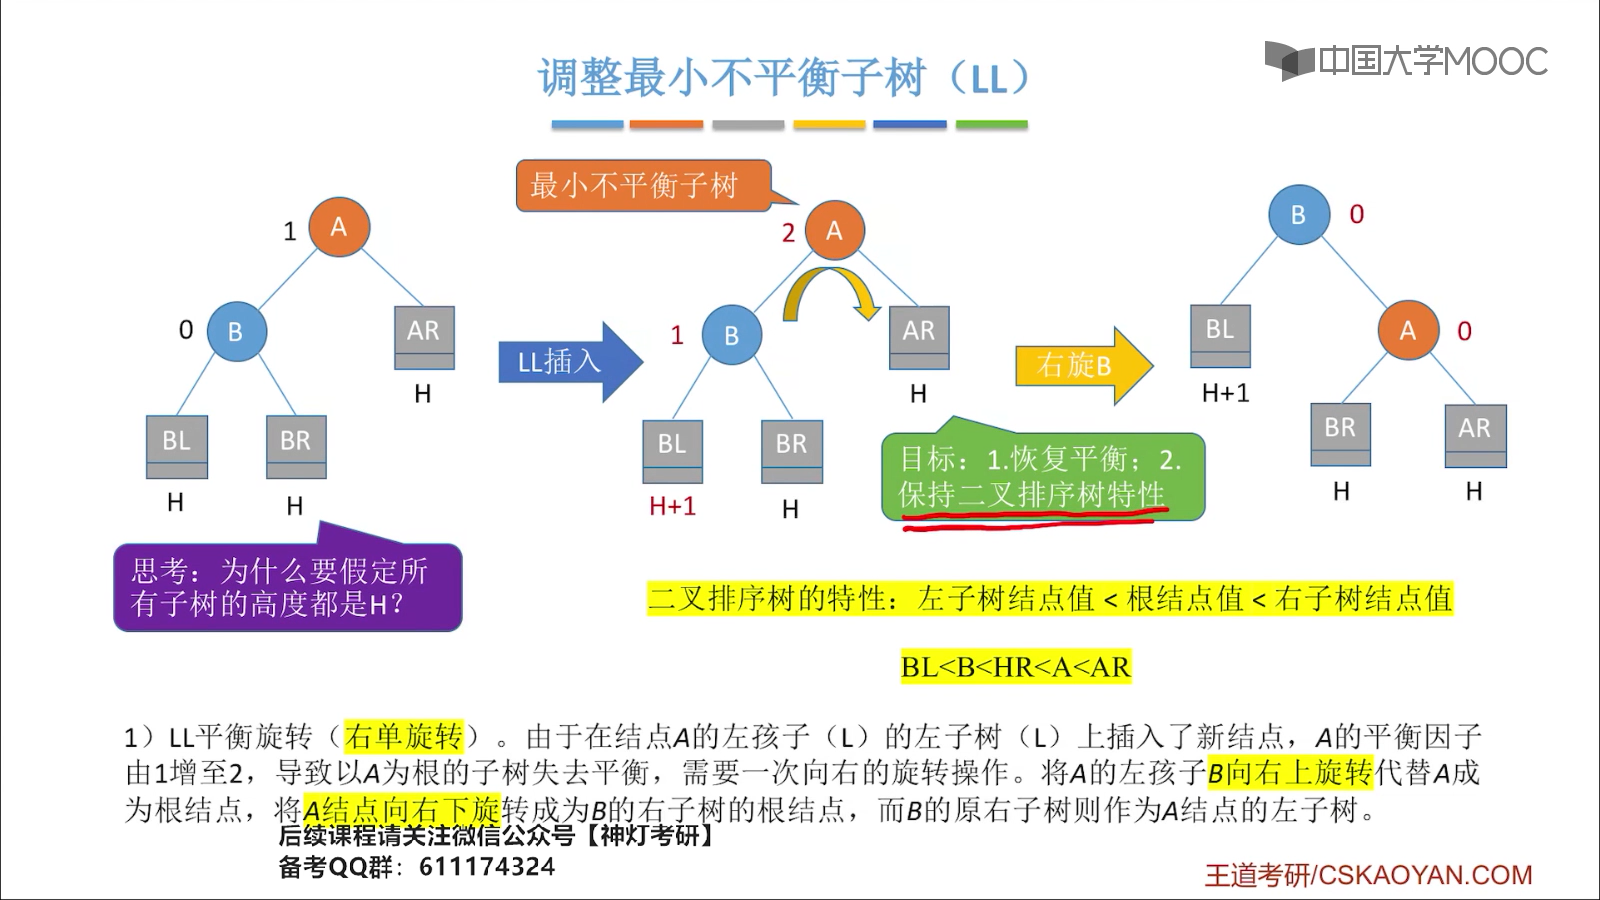 调整最小不平衡子树（LL）
中国大学MOOC
最小不平衡子树
1
A
0
B
AR
H
BL
BR
H
H
LL插入
2
A
1
B
AR
H
BL
BR
H+1
H
右旋B
B
0
BL
A
0
H+1
BR
AR
H
H
目标：1.恢复平衡；2.
保持二叉排序树特性
思考：为什么要假定所
有子树的高度都是H？
二叉排序树的特性：左子树结点值 < 根结点值 < 右子树结点值
BL<B<HR<A<AR
1）LL平衡旋转（右单旋转）。由于在结点A的左孩子（L）的左子树（L）上插入了新结点，A的平衡因子
由1增至2，导致以A为根的子树失去平衡，需要一次向右的旋转操作。将A的左孩子B向右上旋转代替A成
为根结点，将A结点向右下旋转成为B的右子树的根结点，而B的原右子树则作为A结点的左子树。
后续课程请关注微信公众号【神灯考研】
备考QQ群：611174324
王道考研/CSKAOYAN.COM